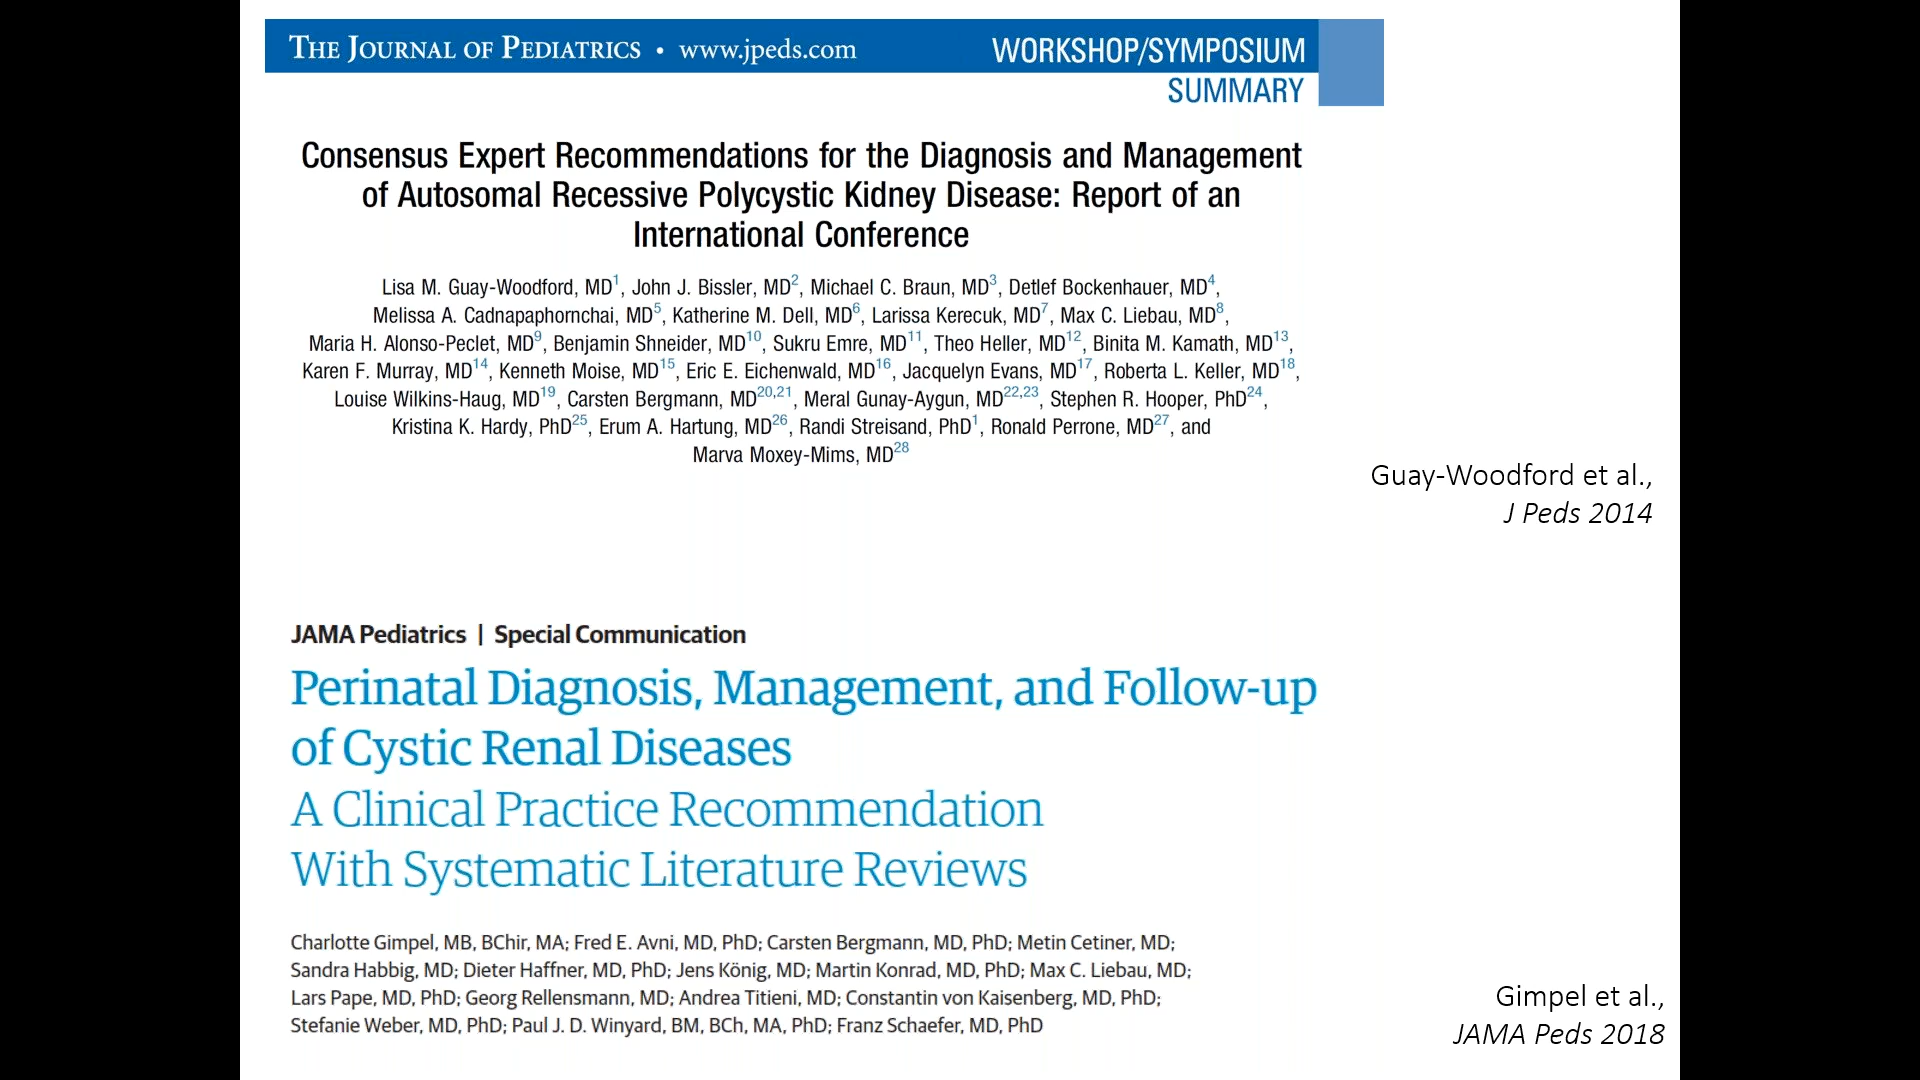 THE JOURNAL OF PEDIATRICS • www.jpeds.com
WORKSHOP/SYMPOSIUM
SUMMARY
Consensus Expert Recommendations for the Diagnosis and Management
of Autosomal Recessive Polycystic Kidney Disease: Report of an
International Conference
Lisa M. Guay-Woodford, MD1, John J. Bissler, MD2, Michael C. Braun, MD3, Detlef Bockenhauer, MD4,
Melissa A. Cadnapaphornchai, MD5, Katherine M. Dell, MD6, Larissa Kerecuk, MD7, Max C. Liebau, MD8,
Maria H. Alonso-Peclet, MD9, Benjamin Shneider, MD10, Sukru Emre, MD11, Theo Heller, MD12, Binita M. Kamath, MD13,
Karen F. Murray, MD14, Kenneth Moise, MD15, Eric E. Eichenwald, MD16, Jacquelyn Evans, MD17, Roberta L. Keller, MD18,
Louise Wilkins-Haug, MD19, Carsten Bergmann, MD20,21, Meral Gunay-Aygun, MD22,23, Stephen R. Hooper, PhD24,
Kristina K. Hardy, PhD25, Erum A. Hartung, MD26, Randi Streisand, PhD1, Ronald Perrone, MD27, and
Marva Moxey-Mims, MD28
Guay-Woodford et al.,
J Peds 2014
JAMA Pediatrics | Special Communication
Perinatal Diagnosis, Management, and Follow-up
of Cystic Renal Diseases
A Clinical Practice Recommendation
With Systematic Literature Reviews
Charlotte Gimpel, MB, BChir, MA; Fred E. Avni, MD, PhD; Carsten Bergmann, MD, PhD; Metin Cetiner, MD;
Sandra Habbig, MD; Dieter Haffner, MD, PhD; Jens König, MD; Martin Konrad, MD, PhD; Max C. Liebau, MD;
Lars Pape, MD, PhD; Georg Rellensmann, MD; Andrea Titieni, MD; Constantin von Kaisenberg, MD, PhD;
Stefanie Weber, MD, PhD; Paul J. D. Winyard, BM, BCh, MA, PhD; Franz Schaefer, MD, PhD
Gimpel et al.,
JAMA Peds 2018